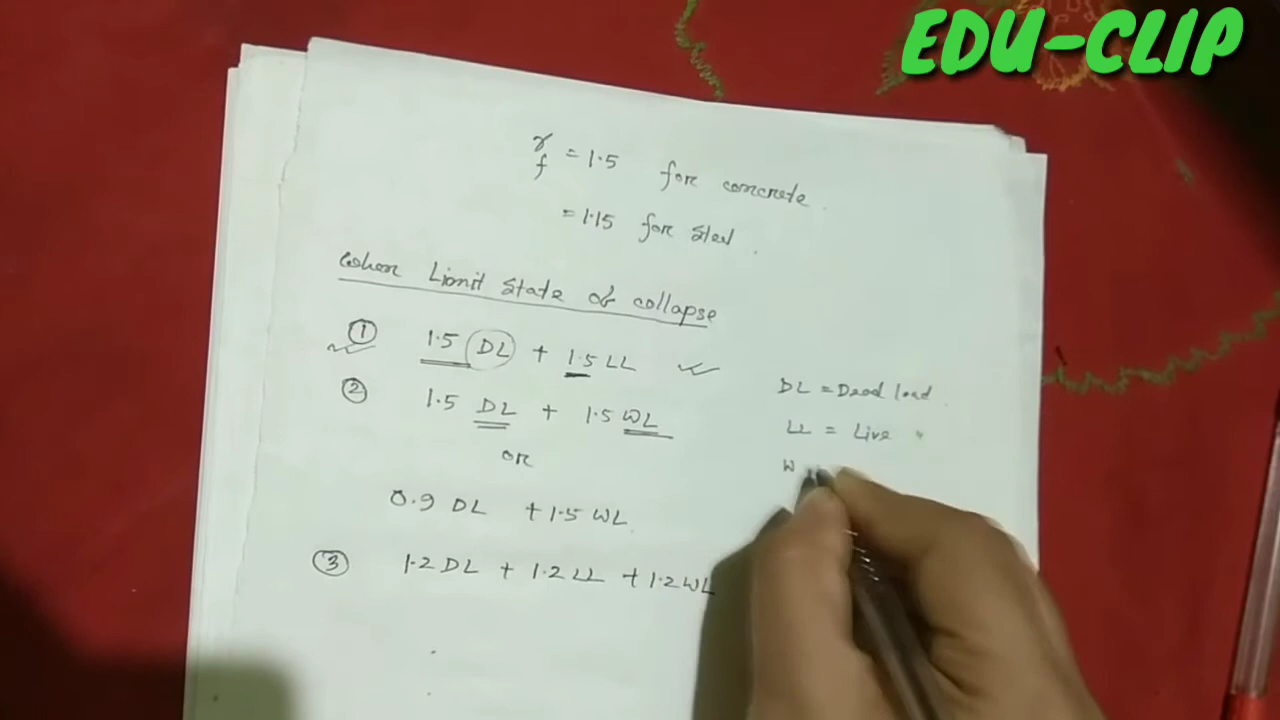 EDU-CLIP
γf = 1.5 for concrete.
= 1.15 for steel.
When Limit State of collapse
① 1.5 DL + 1.5 LL
② 1.5 DL + 1.5 WL
or
0.9 DL + 1.5 WL
③ 1.2 DL + 1.2 LL + 1.2 WL
DL = Dead load.
LL = Live "
W